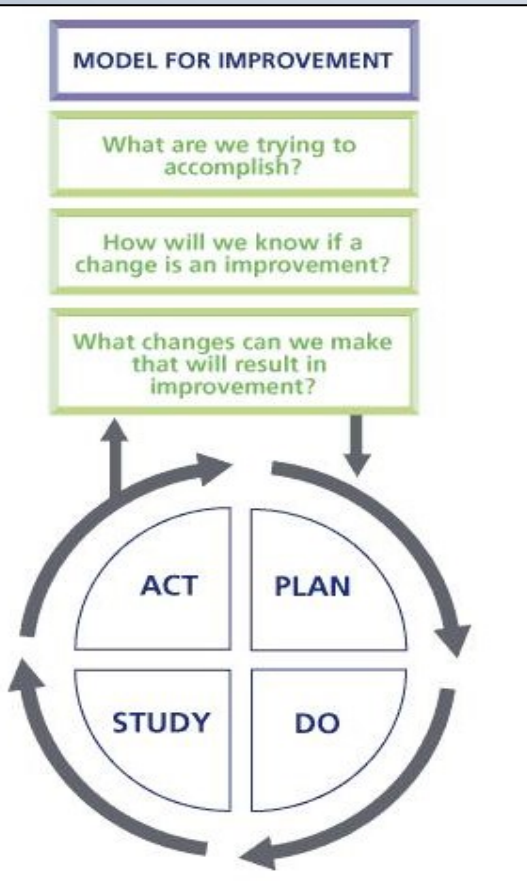 MODEL FOR IMPROVEMENT
What are we trying to
accomplish?
How will we know if a
change is an improvement?
What changes can we make
that will result in
improvement?
ACT
PLAN
STUDY
DO